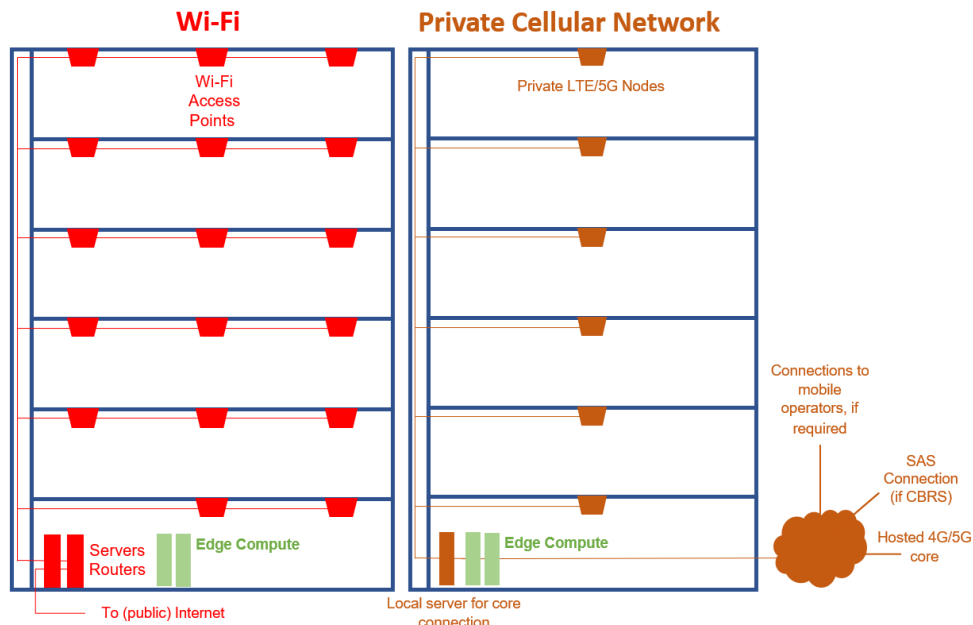 Wi-Fi
Private Cellular Network
Wi-Fi
Access
Points
Private LTE/5G Nodes
Connections to
mobile
operators, if
required
SAS
Connection
(if CBRS)
Hosted 4G/5G
core
Servers
Routers
Edge Compute
Edge Compute
To (public) Internet
Local server for core
connection